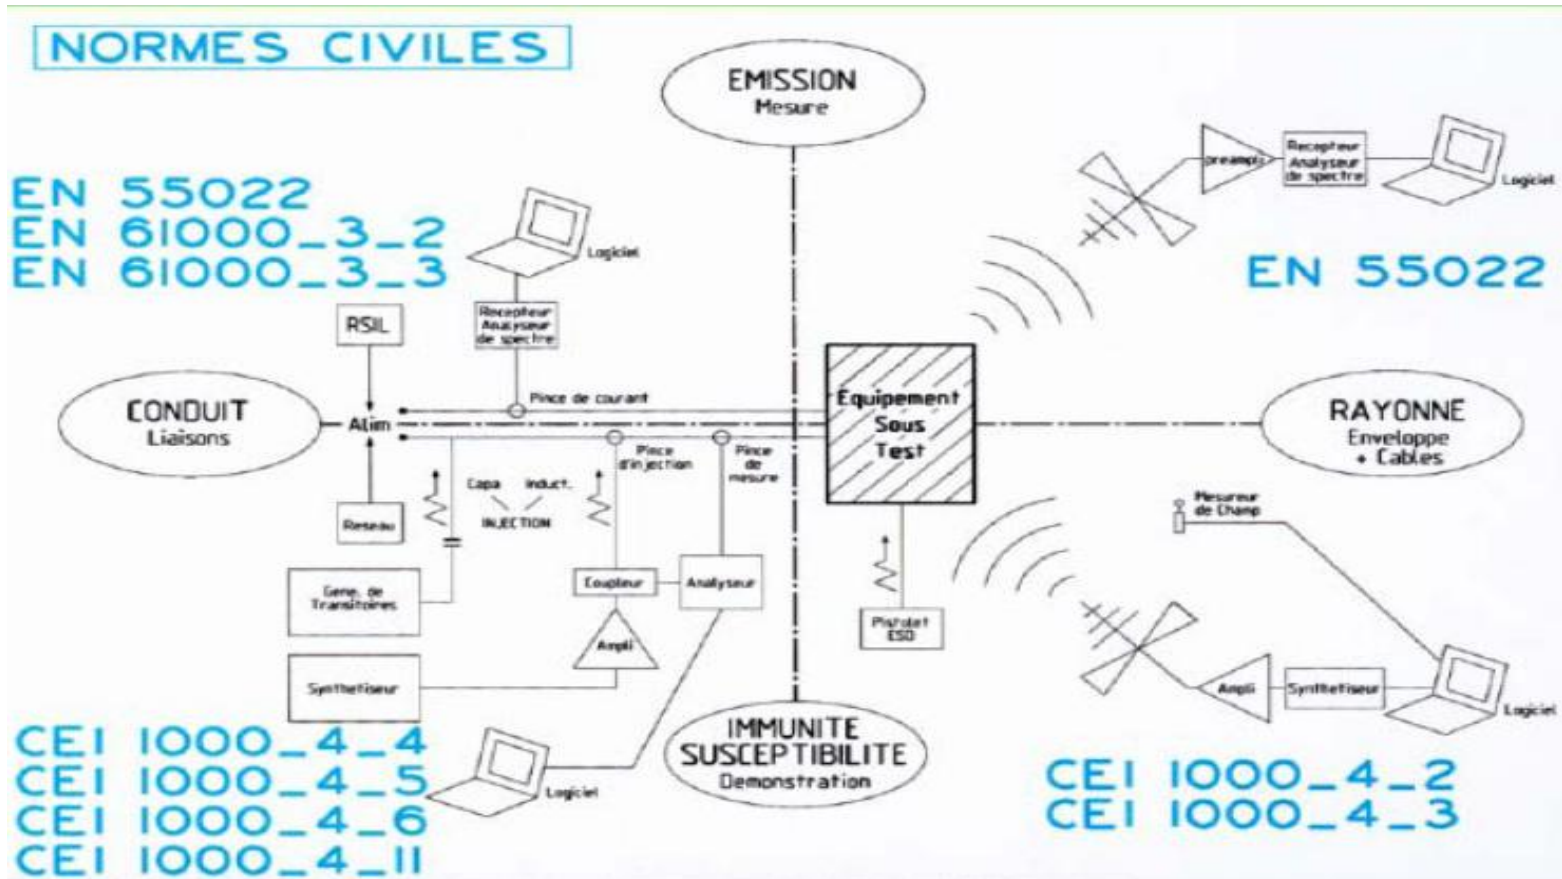 NORMES CIVILES
EMISSION
Mesure
EN 55022
EN 61000_3_2
EN 61000_3_3
Logiciel
preampli
Recepteur
Analyseur
de spectre
Logiciel
EN 55022
RSIL
Recepteur
Analyseur
de spectre
CONDUIT
Liaisons
Alim
Pince de courant
Equipement
Sous
Test
RAYONNE
Enveloppe
+ Cables
Pince
d'injection
Pince
de
mesure
Capa Induct.
INJECTION
Reseau
Mesureur
de Champ
Gene. de
Transitoires
Coupleur
Analyseur
Pistolet
ESD
Ampli
Synthetiseur
Ampli
Synthetiseur
Logiciel
IMMUNITE
SUSCEPTIBILITE
Demonstration
CEI 1000_4_4
CEI 1000_4_5
CEI 1000_4_6
CEI 1000_4_11
Logiciel
CEI 1000_4_2
CEI 1000_4_3